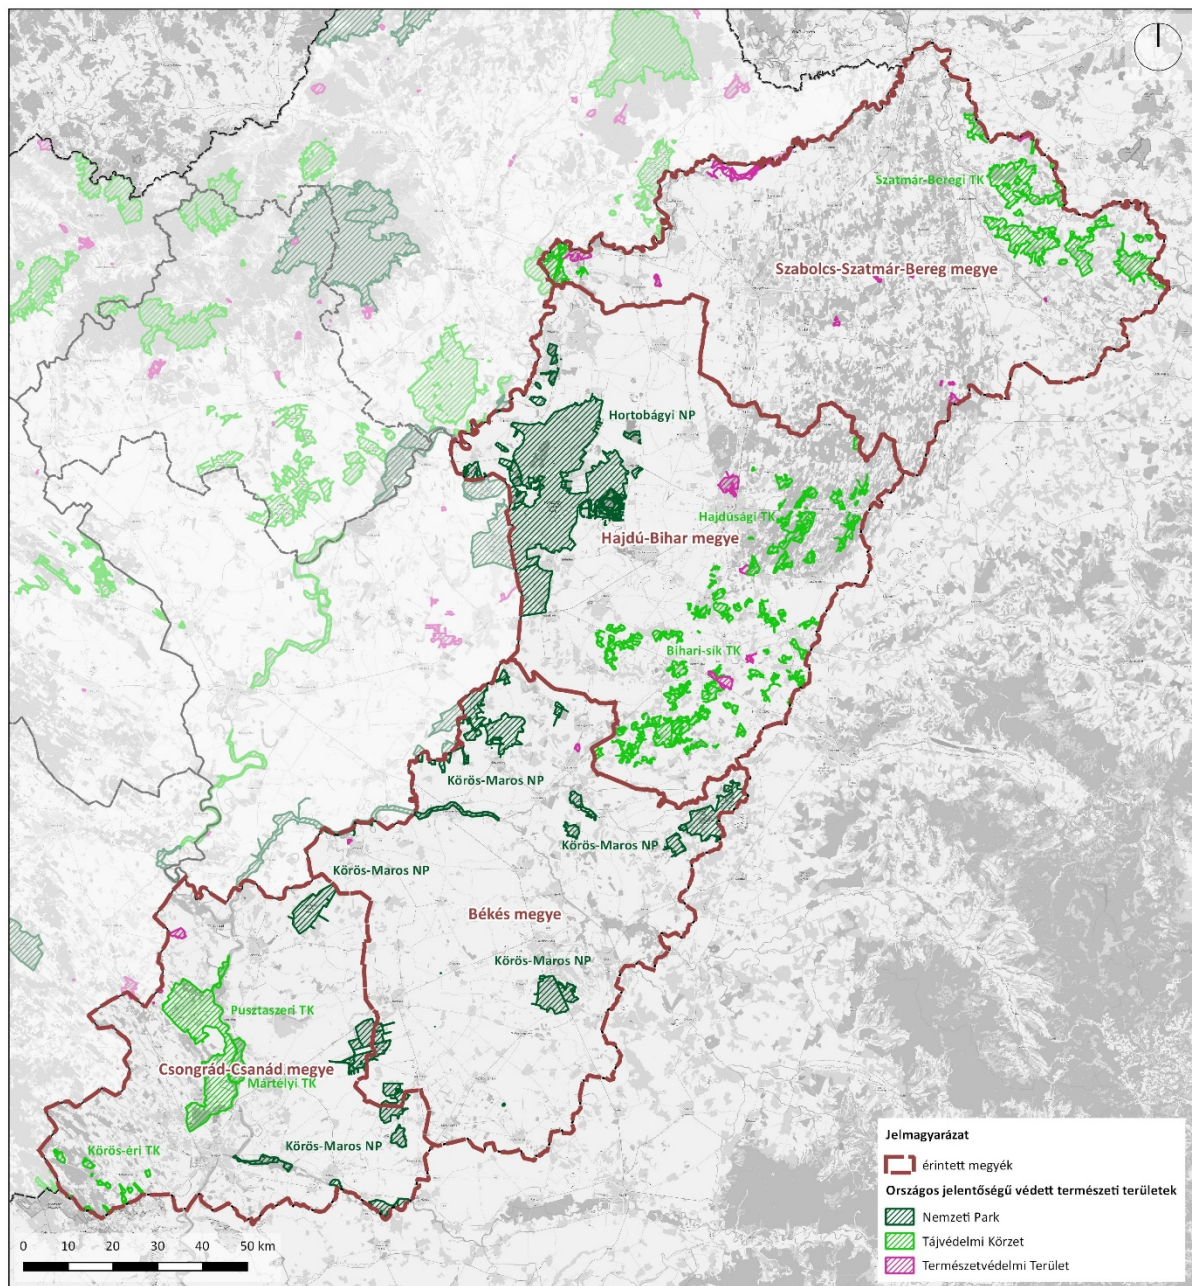 Szatmár-Beregi TK
Szabolcs-Szatmár-Bereg megye
Hortobágyi NP
Hajdúsági TK
Hajdú-Bihar megye
Bihari-sík TK
Körös-Maros NP
Körös-Maros NP
Körös-Maros NP
Békés megye
Körös-Maros NP
Pusztaszeri TK
Csongrád-Csanád megye
Mártélyi TK
Körös-Maros NP
Körös-éri TK
Jelmagyarázat
érintett megyék
Országos jelentőségű védett természeti területek
Nemzeti Park
Tájvédelmi Körzet
Természetvédelmi Terület
0 10 20 30 40 50 km